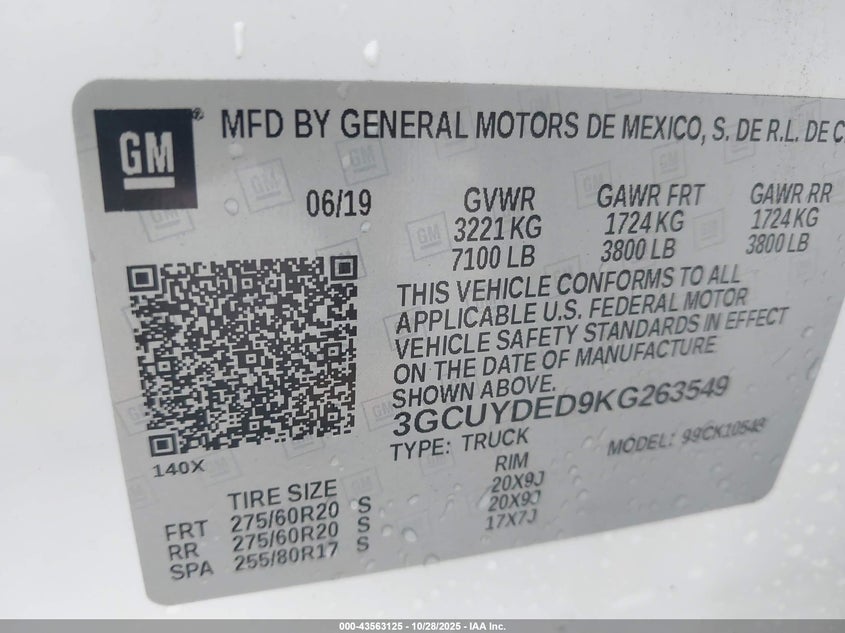 GM ® MFD BY GENERAL MOTORS DE MEXICO, S. DE R.L. DE C.
06/19 GVWR GAWR FRT GAWR RR
3221 KG 1724 KG 1724 KG
7100 LB 3800 LB 3800 LB
THIS VEHICLE CONFORMS TO ALL
APPLICABLE U.S. FEDERAL MOTOR
VEHICLE SAFETY STANDARDS IN EFFECT
ON THE DATE OF MANUFACTURE
SHOWN ABOVE.
3GCUYDED9KG263549
TYPE: TRUCK MODEL: 99CK10543
140X
TIRE SIZE RIM
FRT 275/60R20 S 20X9J
RR 275/60R20 S 20X9J
SPA 255/80R17 S 17X7J
000-43563125 - 10/28/2025 - IAA Inc.